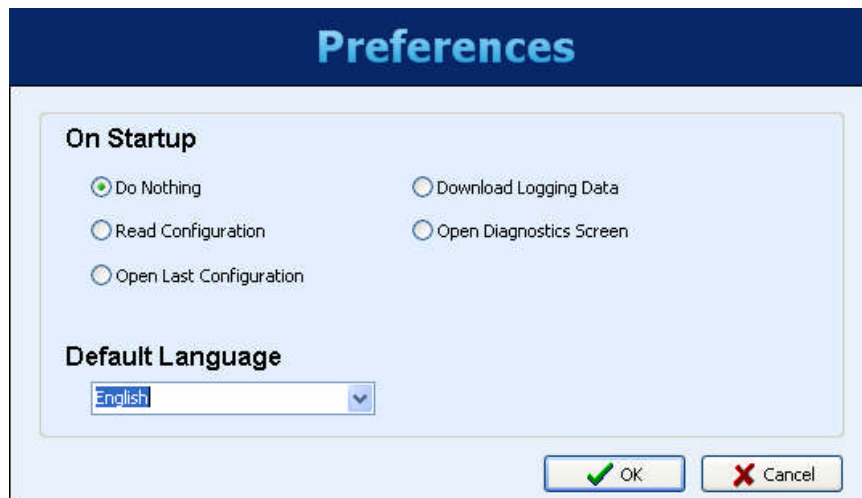 Preferences
On Startup
Do Nothing
Download Logging Data
Read Configuration
Open Diagnostics Screen
Open Last Configuration
Default Language
English
OK
Cancel